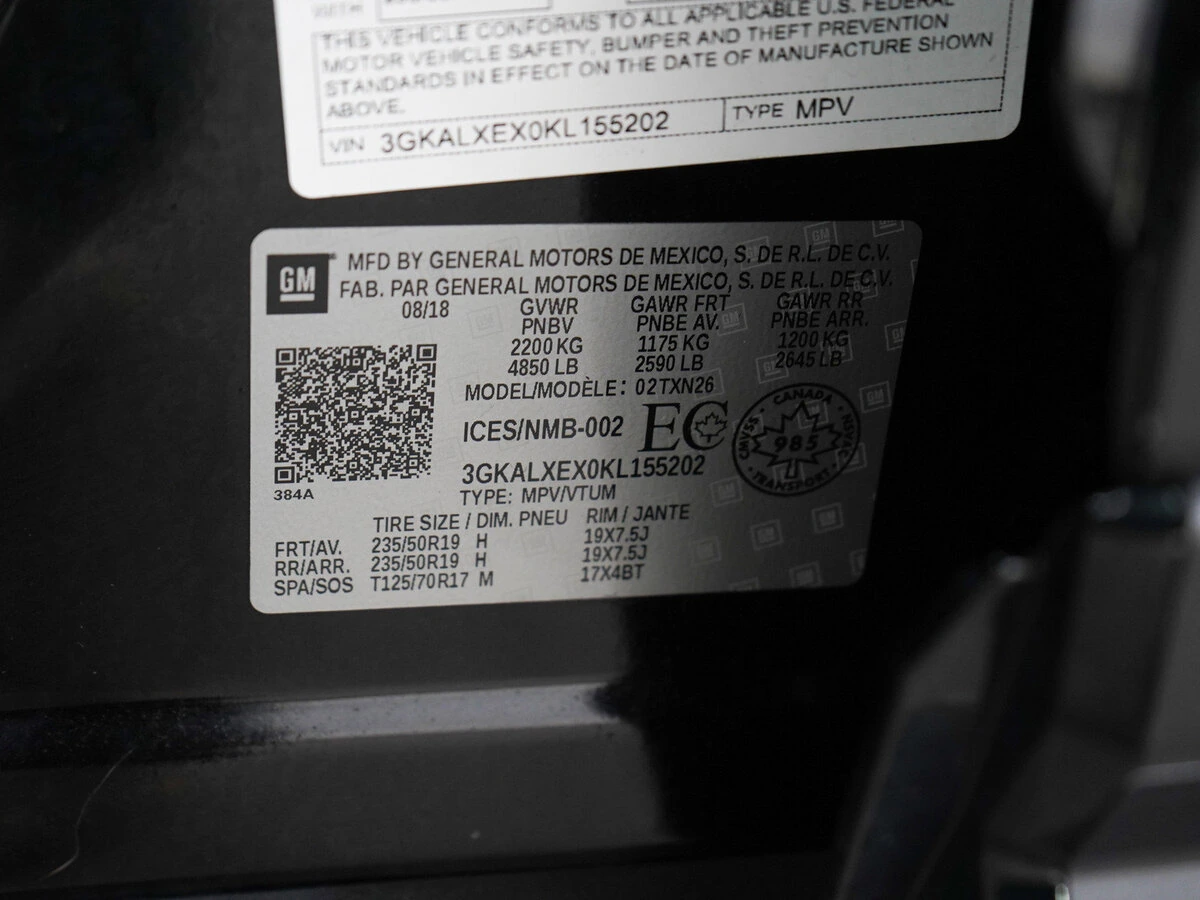 THIS VEHICLE CONFORMS TO ALL APPLICABLE U.S. FEDERAL
MOTOR VEHICLE SAFETY, BUMPER AND THEFT PREVENTION
STANDARDS IN EFFECT ON THE DATE OF MANUFACTURE SHOWN
ABOVE.
VIN 3GKALXEX0KL155202 TYPE MPV
GM MFD BY GENERAL MOTORS DE MEXICO, S. DE R.L. DE C.V.
FAB. PAR GENERAL MOTORS DE MEXICO, S. DE R.L. DE C.V.
08/18 GVWR GAWR FRT GAWR RR
PNBV PNBE AV. PNBE ARR.
2200 KG 1175 KG 1200 KG
4850 LB 2590 LB 2645 LB
MODEL/MODÈLE: 02TXN26
ICES/NMB-002 EC
CANADA
CMVSS 985 NSVAC
TRANSPORT
3GKALXEX0KL155202
384A
TYPE: MPV/VTUM
TIRE SIZE / DIM. PNEU RIM / JANTE
FRT/AV. 235/50R19 H 19X7.5J
RR/ARR. 235/50R19 H 19X7.5J
SPA/SOS T125/70R17 M 17X4BT